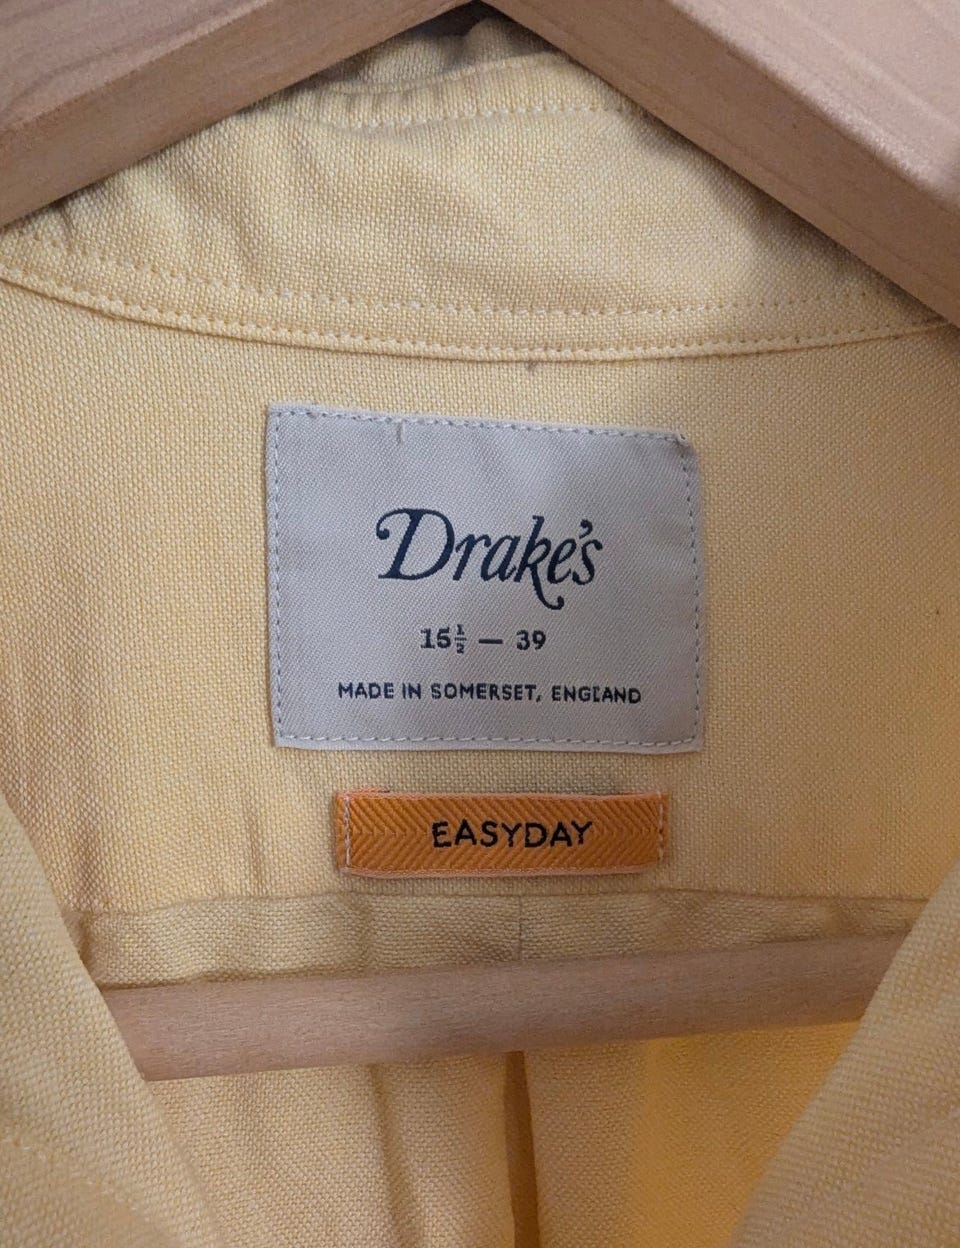 Drake's
15½ — 39
MADE IN SOMERSET, ENGLAND
EASYDAY